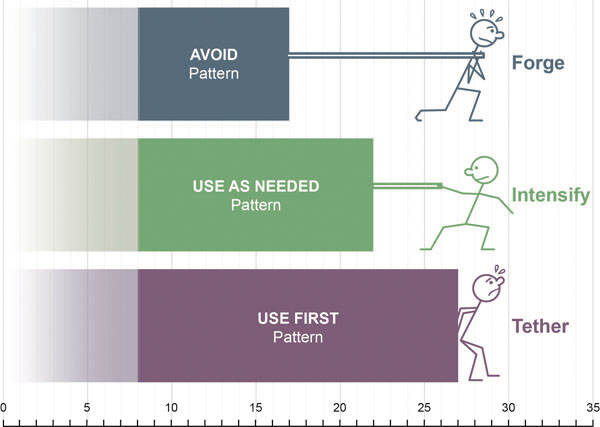 AVOID
Pattern
Forge
USE AS NEEDED
Pattern
Intensify
USE FIRST
Pattern
Tether
0 5 10 15 20 25 30 35